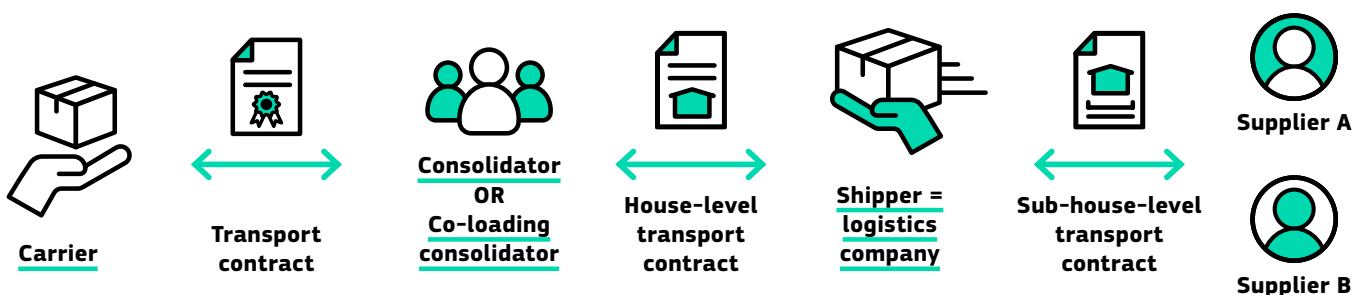 Carrier
Transport
contract
Consolidator
OR
Co-loading
consolidator
House-level
transport
contract
Shipper =
logistics
company
Sub-house-level
transport
contract
Supplier A
Supplier B